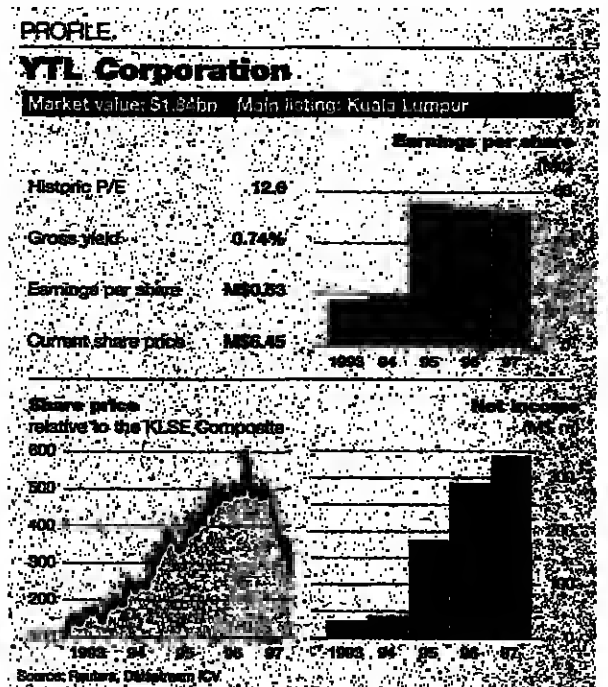 PROFILE
YTL Corporation
Market value: $1.84bn Main listing: Kuala Lumpur
Historic P/E 12.6
Gross yield 0.74%
Earnings per share M$0.53
Current share price M$6.45
Earnings per share
1993 94 95 96 97
Share price
relative to the KLSE Composite
600
500
400
300
200
1993 94 95 96 97
Net income
(M$ m)
1993 94 95 96 97
Source: Reuters, Datastream ICV